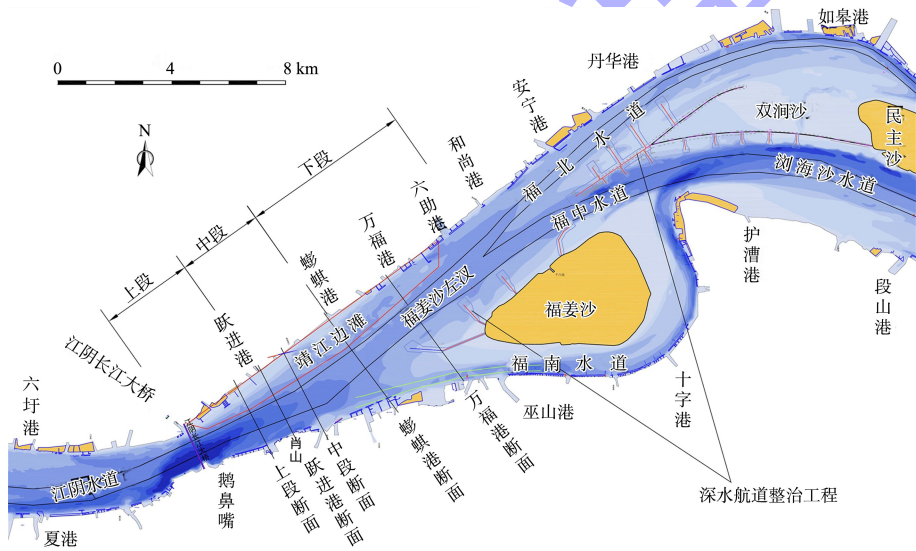 如皋港
0
4
8 km
丹华港
安宁港
双涧沙
民主沙
N
下段
和尚港
福北水道
六助港
浏海沙水道
中段
万福港
福中水道
上段
蟛蜞港
福姜沙左汊
护漕港
跃进港
靖江边滩
福姜沙
段山港
江阴长江大桥
福南水道
六圩港
十字港
巫山港
万福港断面
蟛蜞港断面
肖山
中段断面
跃进港断面
上段断面
鹅鼻嘴
江阴水道
深水航道整治工程
夏港